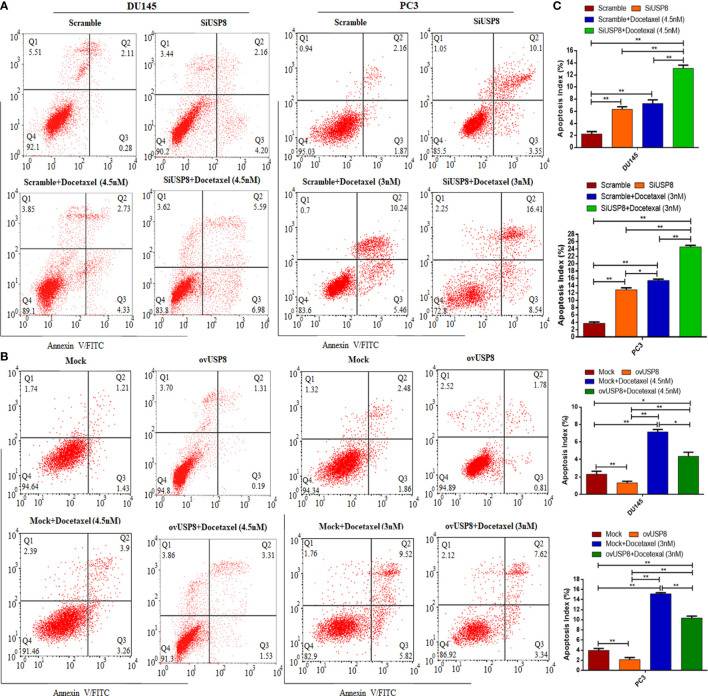 A
DU145
PC3
Scramble
SiUSP8
Scramble
SiUSP8
Q1
5.51
Q2
2.11
Q4
92.1
Q3
0.28
Q1
3.44
Q2
2.16
Q4
90.2
Q3
4.20
Q1
0.94
Q2
2.16
Q4
95.03
Q3
1.87
Q1
1.05
Q2
10.1
Q4
85.5
Q3
3.35
Scramble+Docetaxel (4.5nM)
SiUSP8+Docetaxel (4.5nM)
Scramble+Docetaxel (3nM)
SiUSP8+Docetaxel (3nM)
Q1
3.85
Q2
2.73
Q4
89.1
Q3
4.33
Q1
3.62
Q2
5.59
Q4
83.8
Q3
6.98
Q1
0.7
Q2
10.24
Q4
83.6
Q3
5.46
Q1
2.25
Q2
16.41
Q4
72.8
Q3
8.54
Annexin V/FITC
Annexin V/FITC
B
Mock
ovUSP8
Mock
ovUSP8
Q1
1.74
Q2
1.21
Q4
94.64
Q3
1.43
Q1
3.70
Q2
1.31
Q4
94.8
Q3
0.19
Q1
1.32
Q2
2.48
Q4
94.34
Q3
1.86
Q1
2.52
Q2
1.78
Q4
94.89
Q3
0.81
Mock+Docetaxel (4.5nM)
ovUSP8+Docetaxel (4.5nM)
Mock+Docetaxel (3nM)
ovUSP8+Docetaxel (3nM)
Q1
2.39
Q2
3.9
Q4
91.46
Q3
3.26
Q1
3.86
Q2
3.31
Q4
91.3
Q3
1.53
Q1
1.76
Q2
9.52
Q4
82.9
Q3
5.82
Q1
2.12
Q2
7.62
Q4
86.92
Q3
3.34
Annexin V/FITC
Annexin V/FITC
C
Scramble SiUSP8
Scramble+Docetaxel (4.5nM)
SiUSP8+Docetexal (4.5nM)
Apoptosis Index (%)
DU145
Scramble SiUSP8
Scramble+Docetaxel (3nM)
SiUSP8+Docetexal (3nM)
Apoptosis Index (%)
PC3
Mock ovUSP8
Mock+Docetaxel (4.5nM)
ovUSP8+Docetaxel (4.5nM)
Apoptosis Index (%)
DU145
Mock ovUSP8
Mock+Docetaxel (3nM)
ovUSP8+Docetexal (3nM)
Apoptosis Index (%)
PC3